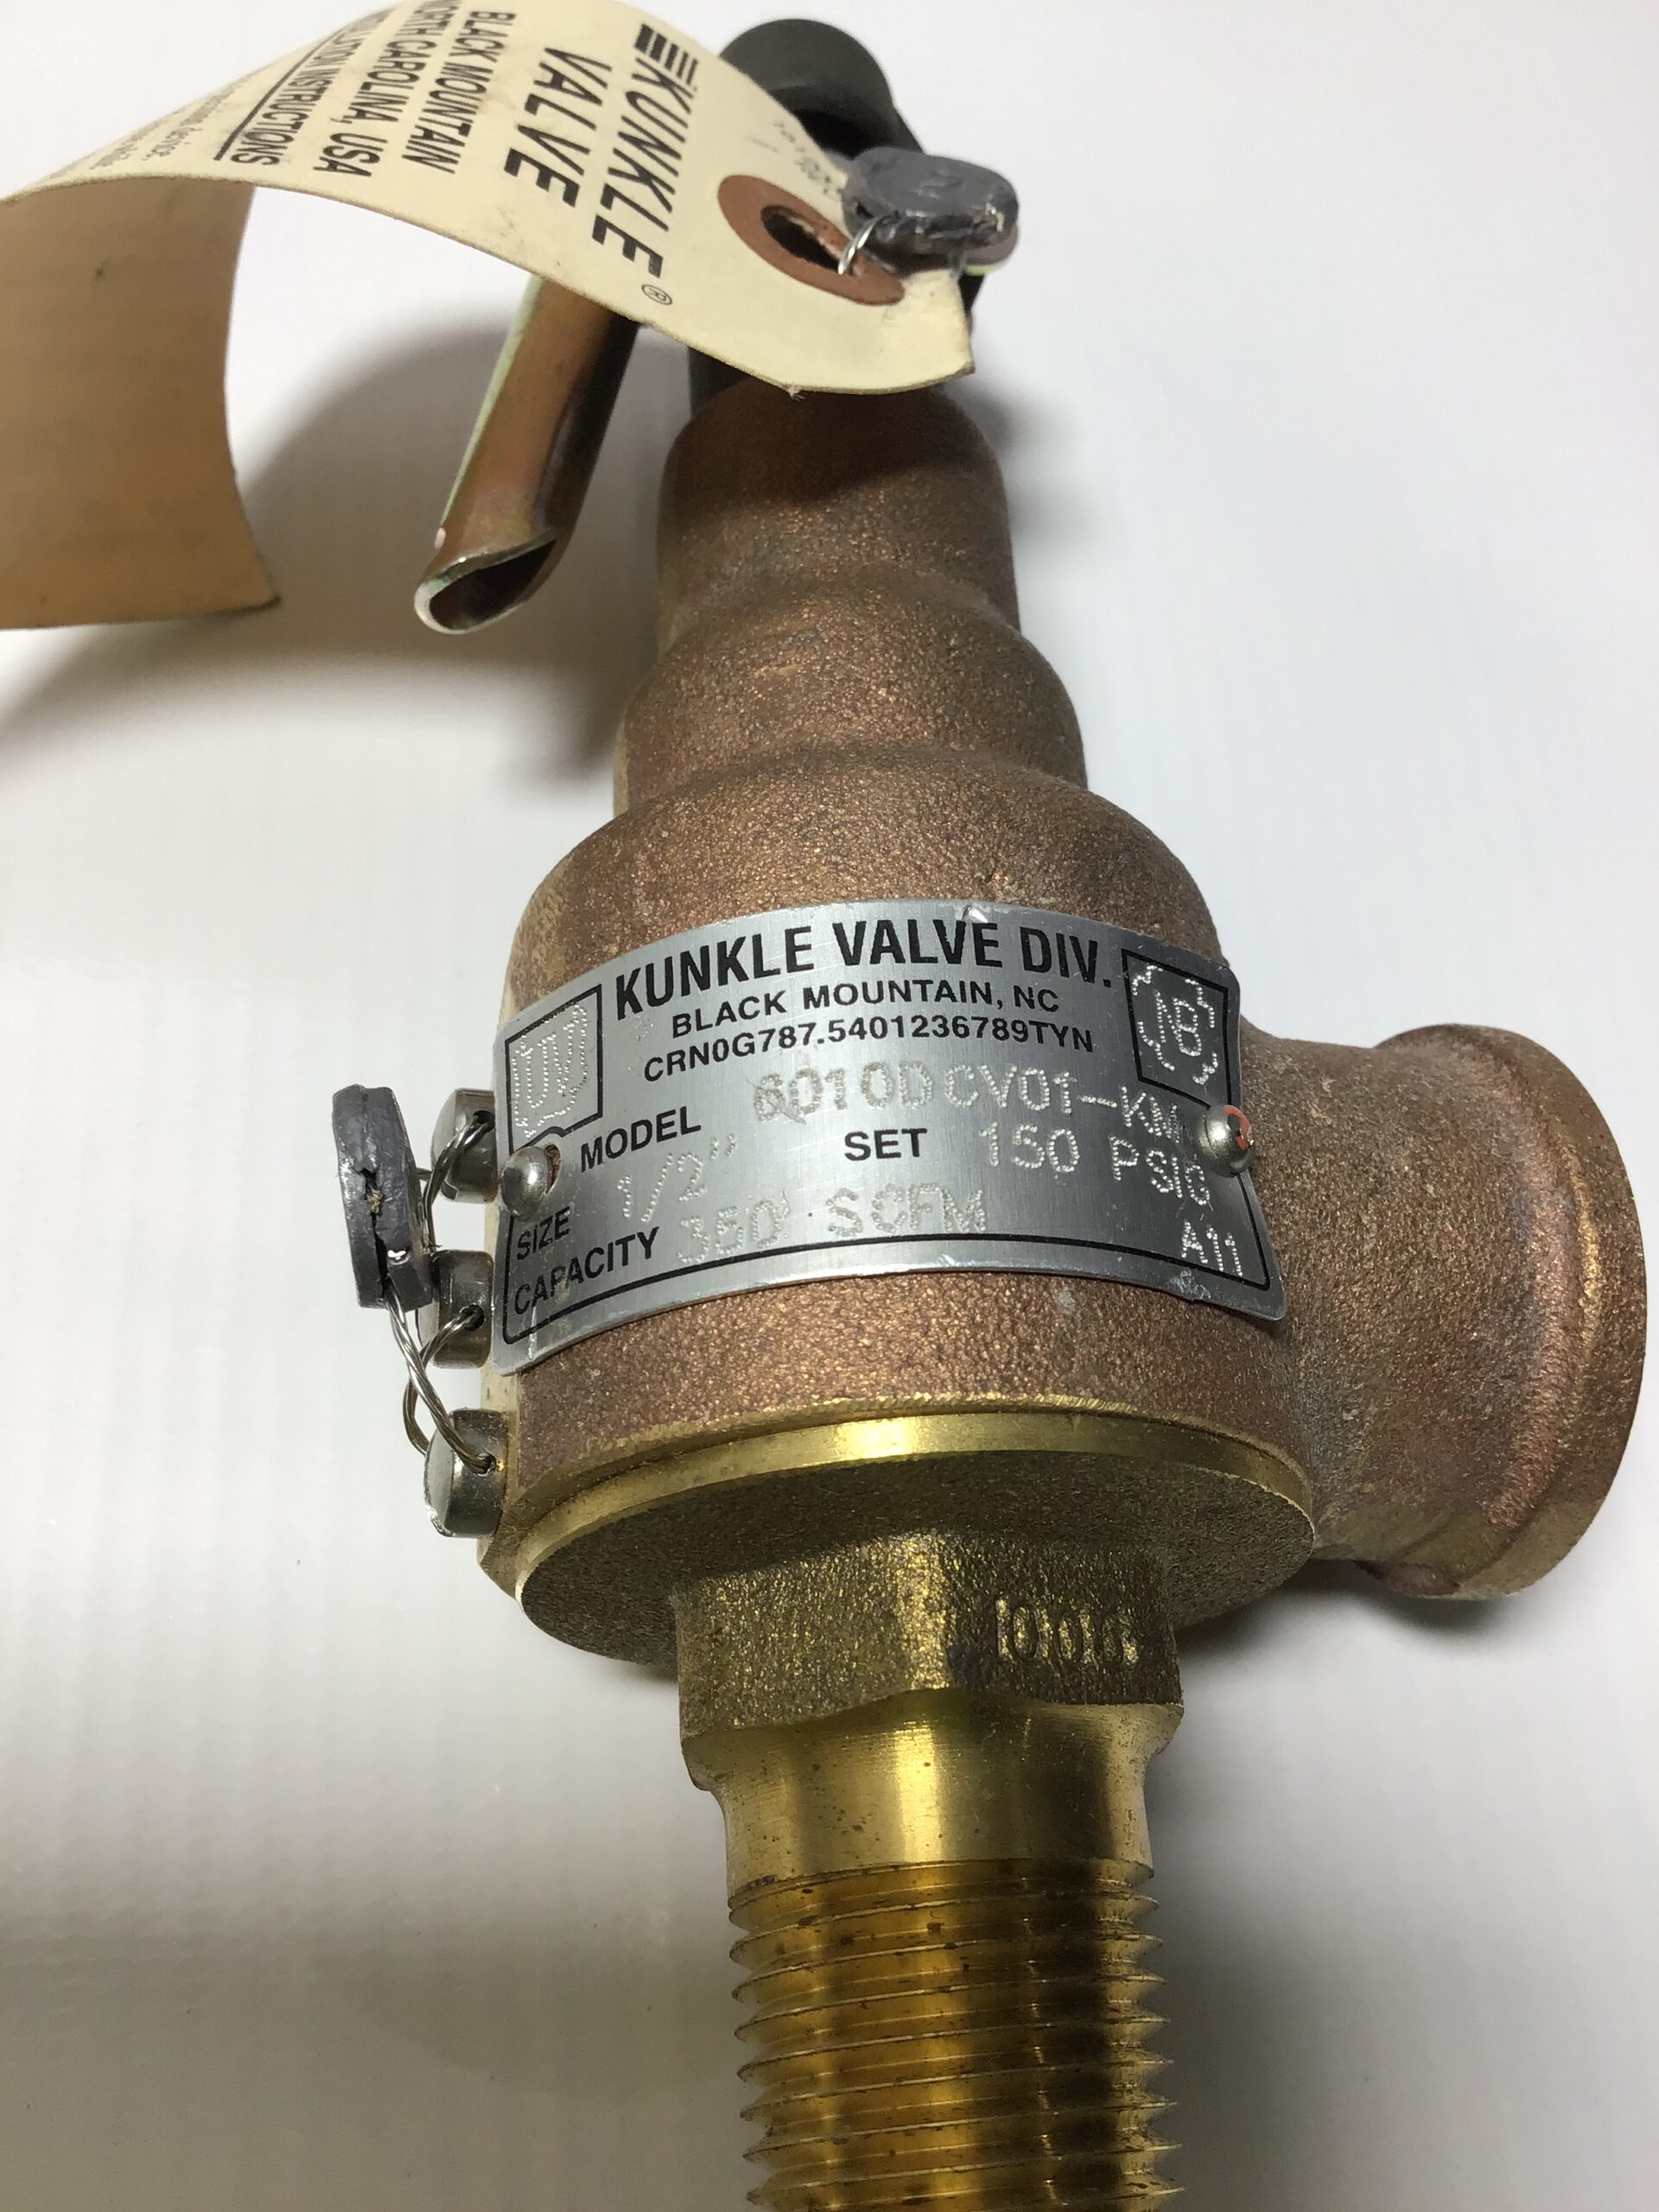 KUNKLE®
VALVE
BLACK MOUNTAIN
NORTH CAROLINA, USA
INSTRUCTIONS
KUNKLE VALVE DIV.
BLACK MOUNTAIN, NC
CRN0G787.5401236789TYN
UV
NB
MODEL 6010DCV01-KM
SIZE 1/2" SET 150 PSIG
CAPACITY 360 SCFM
A11